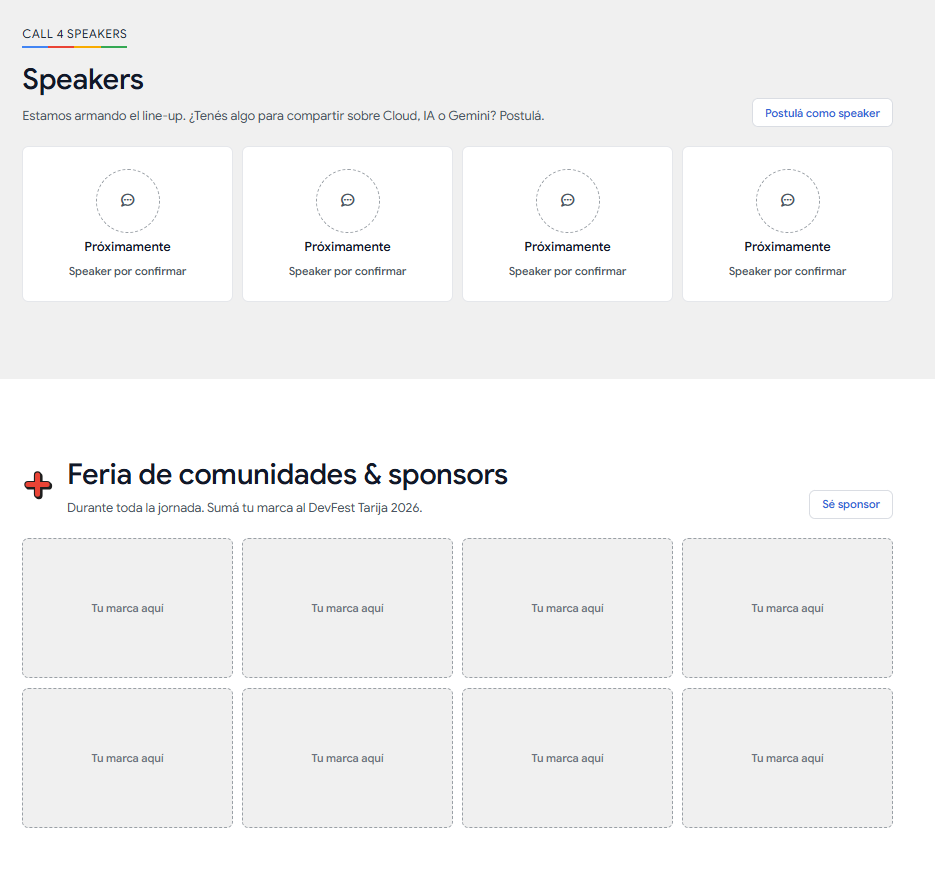 CALL 4 SPEAKERS
Speakers
Estamos armando el line-up. ¿Tenés algo para compartir sobre Cloud, IA o Gemini? Postulá.
Postulá como speaker
Próximamente
Speaker por confirmar
Próximamente
Speaker por confirmar
Próximamente
Speaker por confirmar
Próximamente
Speaker por confirmar
Feria de comunidades & sponsors
Durante toda la jornada. Sumá tu marca al DevFest Tarija 2026.
Sé sponsor
Tu marca aquí
Tu marca aquí
Tu marca aquí
Tu marca aquí
Tu marca aquí
Tu marca aquí
Tu marca aquí
Tu marca aquí